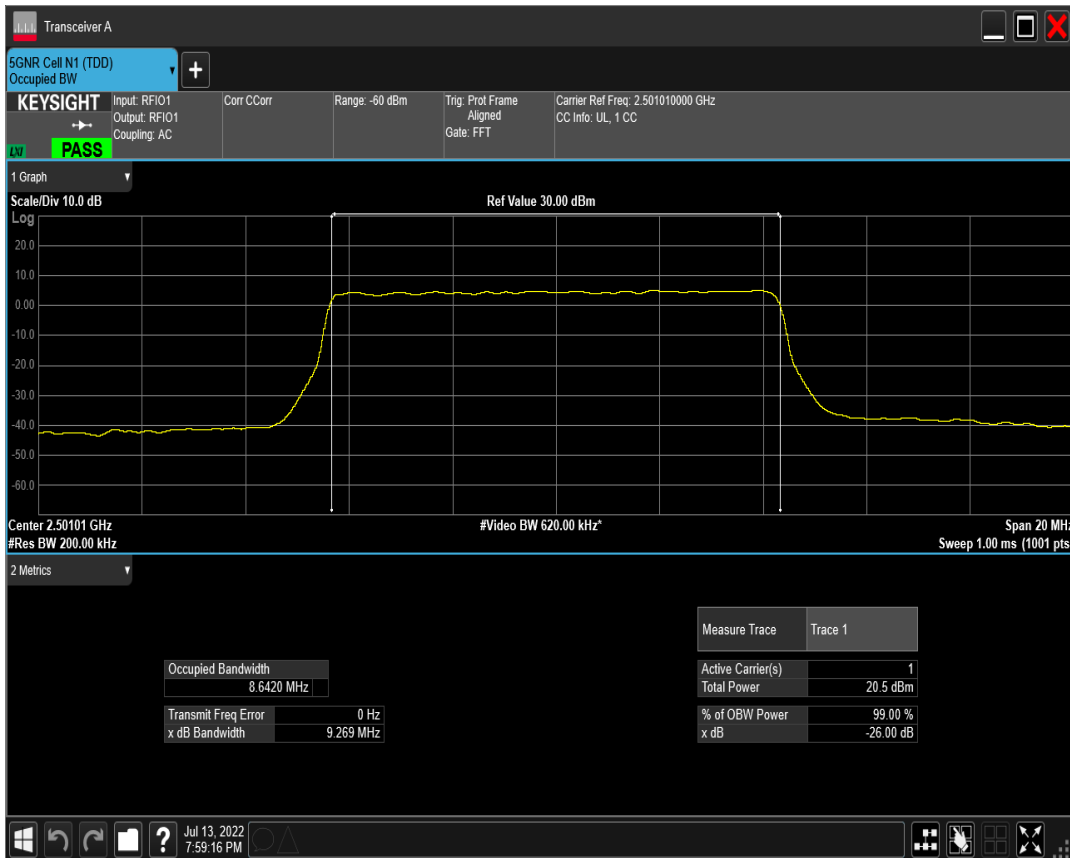 Transceiver A
5GNR Cell N1 (TDD)
Occupied BW
+
KEYSIGHT
LXI
PASS
Input: RFIO1
Output: RFIO1
Coupling: AC
Corr CCorr
Range: -60 dBm
Trig: Prot Frame
Aligned
Gate: FFT
Carrier Ref Freq: 2.501010000 GHz
CC Info: UL, 1 CC
1 Graph
Scale/Div 10.0 dB
Ref Value 30.00 dBm
Log
20.0
10.0
0.00
-10.0
-20.0
-30.0
-40.0
-50.0
-60.0
Center 2.50101 GHz
#Video BW 620.00 kHz*
Span 20 MHz
#Res BW 200.00 kHz
Sweep 1.00 ms (1001 pts
2 Metrics
Measure Trace Trace 1
Occupied Bandwidth
8.6420 MHz
Active Carrier(s) 1
Total Power 20.5 dBm
Transmit Freq Error 0 Hz
x dB Bandwidth 9.269 MHz
% of OBW Power 99.00 %
x dB -26.00 dB
?
Jul 13, 2022
7:59:16 PM